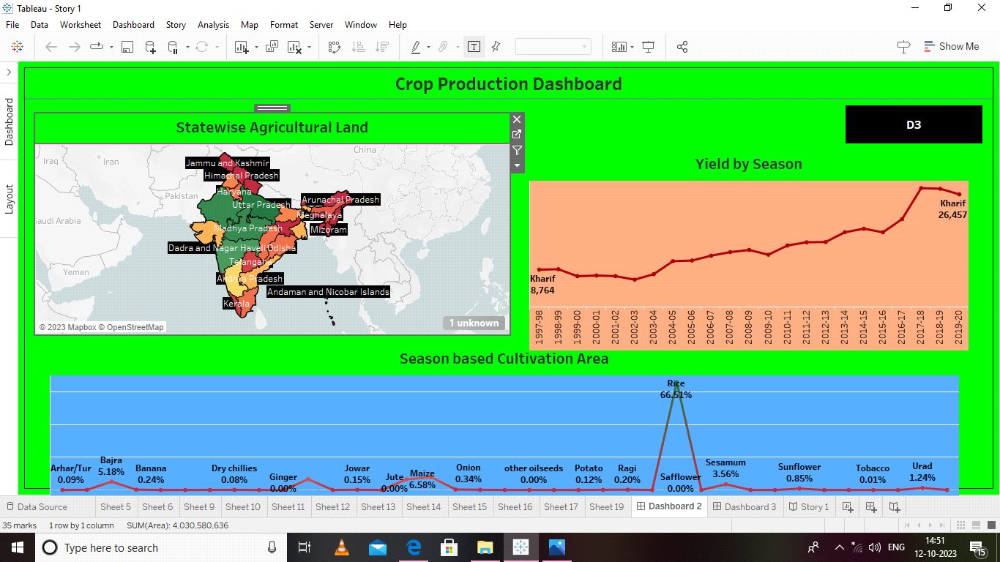 Tableau - Story 1
File Data Worksheet Dashboard Story Analysis Map Format Server Window Help
Show Me
Dashboard
Layout
Crop Production Dashboard
D3
Statewise Agricultural Land
Iraq
Iran
China
Pakistan
Saudi Arabia
Yemen
Jammu and Kashmir
Himachal Pradesh
Haryana
Uttar Pradesh
Arunachal Pradesh
Meghalaya
Madhya Pradesh
Mizoram
Dadra and Nagar Haveli
Odisha
Telangana
Andhra Pradesh
Andaman and Nicobar Islands
Kerala
1 unknown
© 2023 Mapbox © OpenStreetMap
Yield by Season
Kharif
26,457
Kharif
8,764
1997-98
1998-99
1999-00
2000-01
2001-02
2002-03
2003-04
2004-05
2005-06
2006-07
2007-08
2008-09
2009-10
2010-11
2011-12
2012-13
2013-14
2014-15
2015-16
2016-17
2017-18
2018-19
2019-20
Season based Cultivation Area
Arhar/Tur
0.09%
Bajra
5.18%
Banana
0.24%
Dry chillies
0.08%
Ginger
0.00%
Jowar
0.15%
Jute
0.00%
Maize
6.58%
Onion
0.34%
other oilseeds
0.00%
Potato
0.12%
Ragi
0.20%
Rice
66.51%
Safflower
0.00%
Sesamum
3.56%
Sunflower
0.85%
Tobacco
0.01%
Urad
1.24%
Data Source Sheet 5 Sheet 6 Sheet 9 Sheet 10 Sheet 11 Sheet 12 Sheet 13 Sheet 14 Sheet 15 Sheet 16 Sheet 17 Sheet 19 Dashboard 2 Dashboard 3 Story 1
35 marks 1 row by 1 column SUM(Area): 4,030,580,636
Type here to search
ENG
14:51
12-10-2023
15